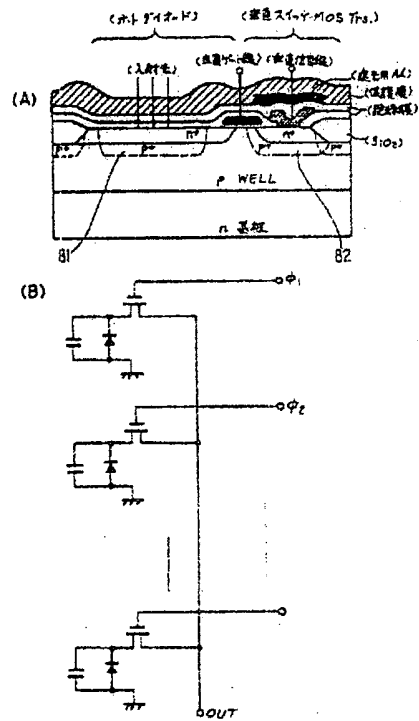 (ホトダイオード)
(垂直スイッチMOS Trs.)
(入射光)
(垂直ゲート線)
(垂直信号線)
(A)
(遮光用Al)
(保護膜)
(絶縁膜)
(SiO₂)
n⁺
n⁺
p⁺
p⁺
p⁺
P WELL
n 基板
81
82
(B)
φ₁
φ₂
OUT